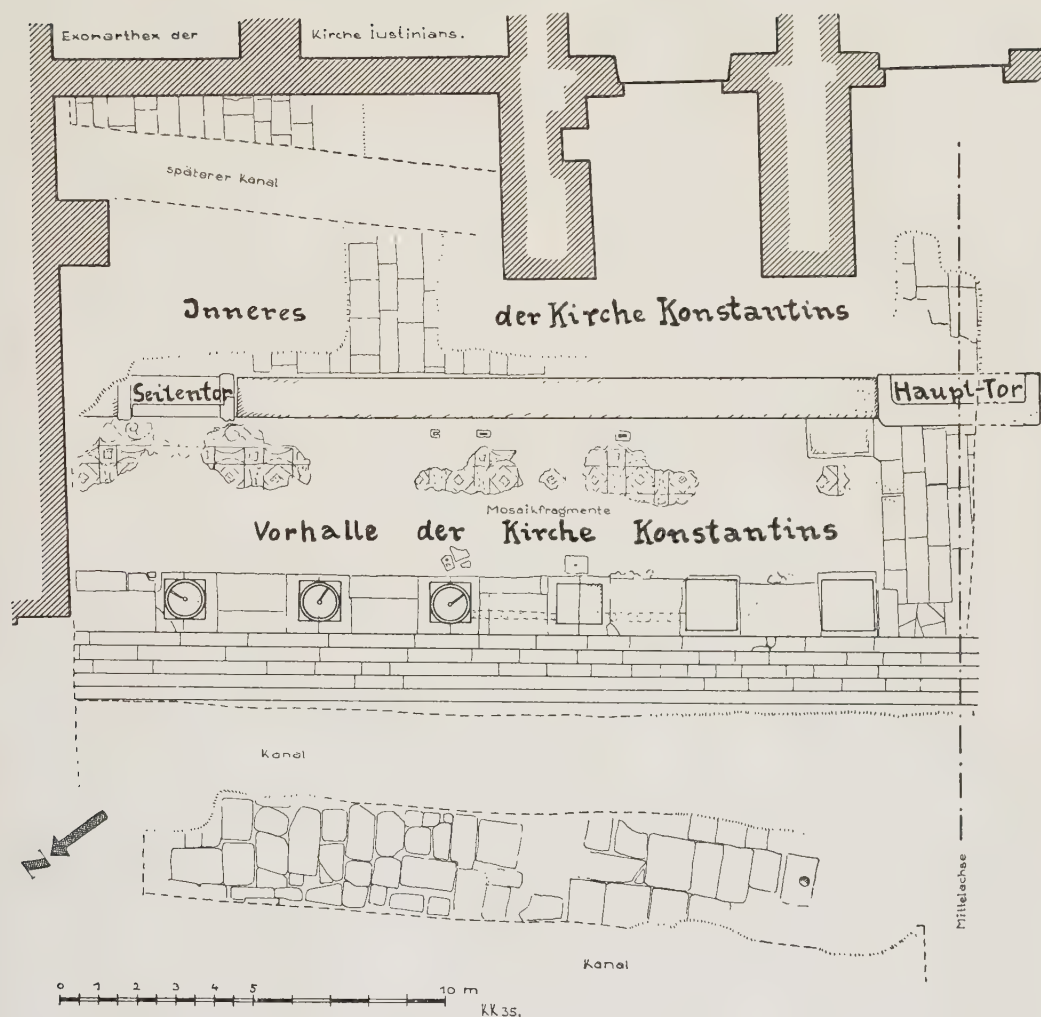 Exonarthex der Kirche Iustinians.
späterer Kanal
Inneres der Kirche Konstantins
Seitentor Haupt-Tor
Mosaikfragmente
Vorhalle der Kirche Konstantins
Kanal
N
Mittelachse
Kanal
0 1 2 3 4 5 10 m
KK 35.